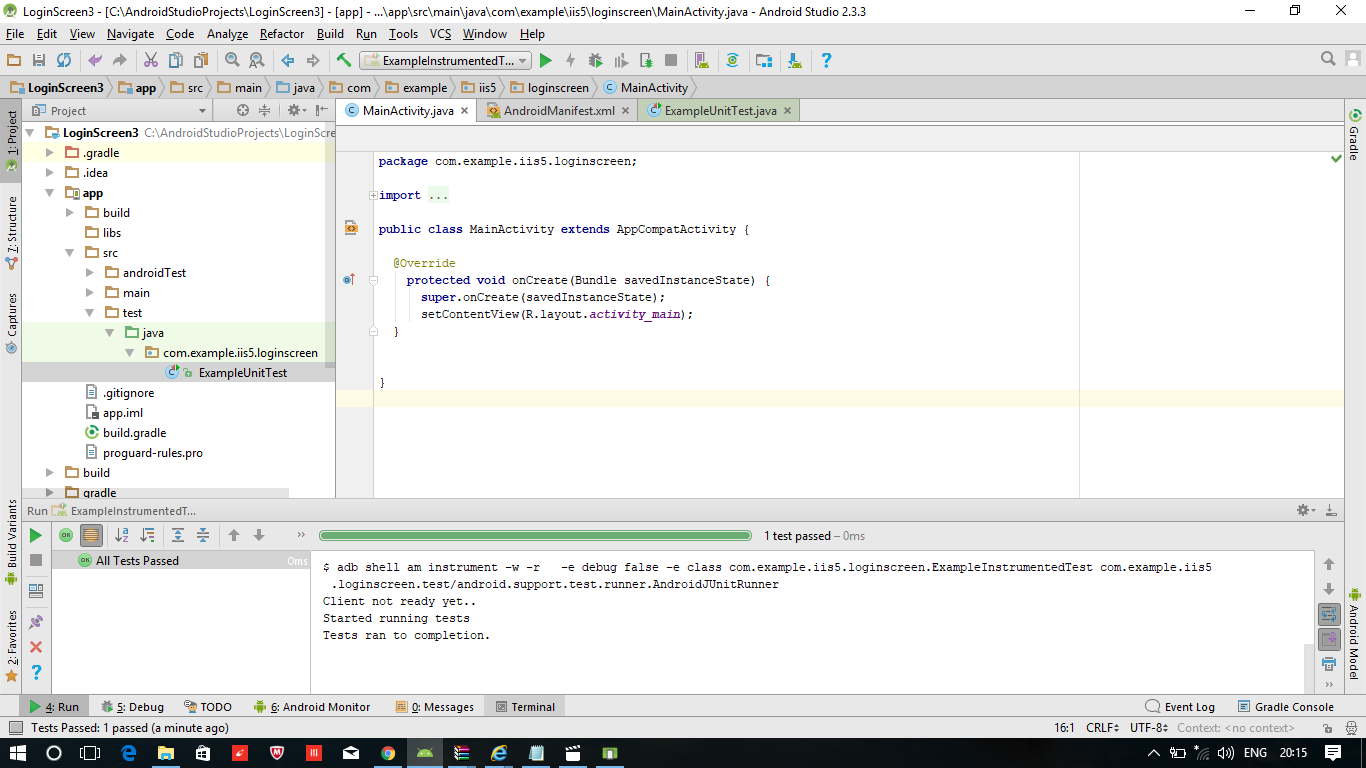 LoginScreen3 - [C:\AndroidStudioProjects\LoginScreen3] - [app] - ...\app\src\main\java\com\example\iis5\loginscreen\MainActivity.java - Android Studio 2.3.3
File Edit View Navigate Code Analyze Refactor Build Run Tools VCS Window Help
ExampleInstrumentedT...
LoginScreen3 app src main java com example iis5 loginscreen MainActivity
1: Project
7: Structure
Captures
Build Variants
2: Favorites
Project
LoginScreen3 C:\AndroidStudioProjects\LoginScre
.gradle
.idea
app
build
libs
src
androidTest
main
test
java
com.example.iis5.loginscreen
ExampleUnitTest
.gitignore
app.iml
build.gradle
proguard-rules.pro
build
gradle
MainActivity.java AndroidManifest.xml ExampleUnitTest.java
package com.example.iis5.loginscreen;
import ...
public class MainActivity extends AppCompatActivity {
@Override
protected void onCreate(Bundle savedInstanceState) {
super.onCreate(savedInstanceState);
setContentView(R.layout.activity_main);
}
}
Gradle
Android Model
Run ExampleInstrumentedT...
1 test passed – 0ms
OK All Tests Passed 0ms
$ adb shell am instrument -w -r   -e debug false -e class com.example.iis5.loginscreen.ExampleInstrumentedTest com.example.iis5
.loginscreen.test/android.support.test.runner.AndroidJUnitRunner
Client not ready yet..
Started running tests
Tests ran to completion.
4: Run 5: Debug TODO 6: Android Monitor 0: Messages Terminal Event Log Gradle Console
Tests Passed: 1 passed (a minute ago) 16:1 CRLF UTF-8 Context: <no context>
ENG 20:15